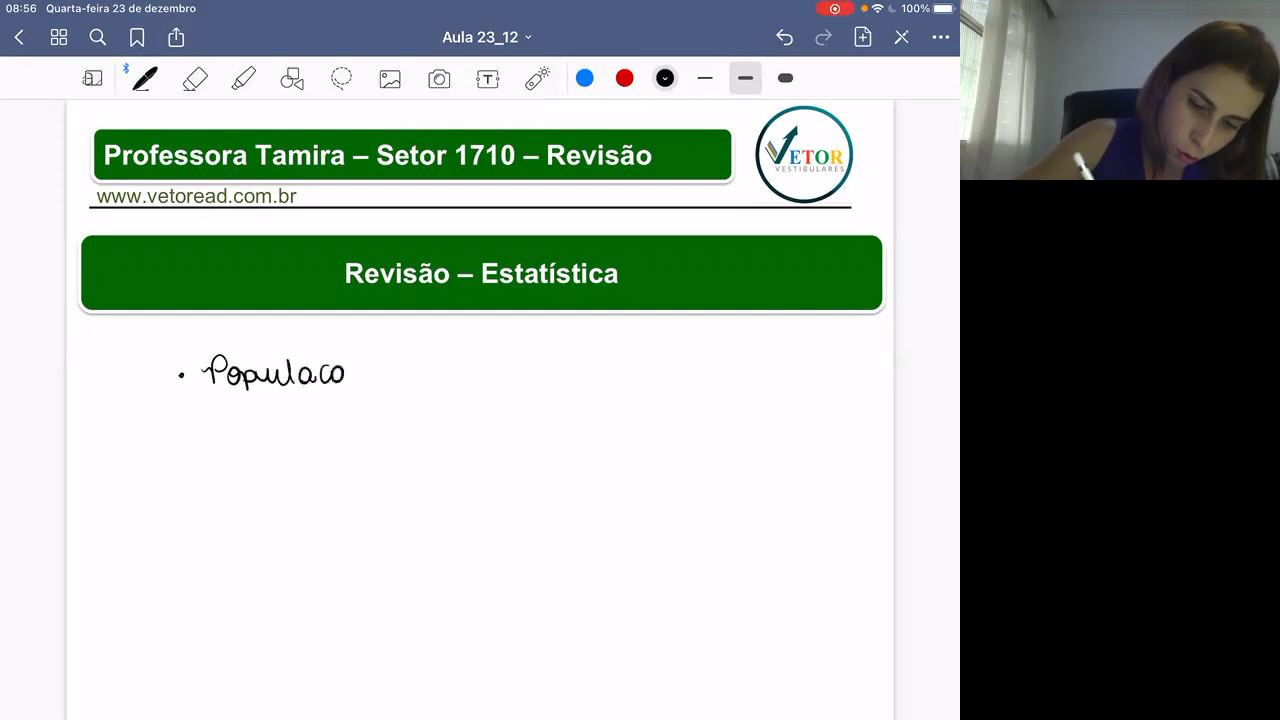 08:56 Quarta-feira 23 de dezembro
100%
Aula 23_12
T
Professora Tamira – Setor 1710 – Revisão
VETOR
VESTIBULARES
www.vetoread.com.br
Revisão – Estatística
• Populaco